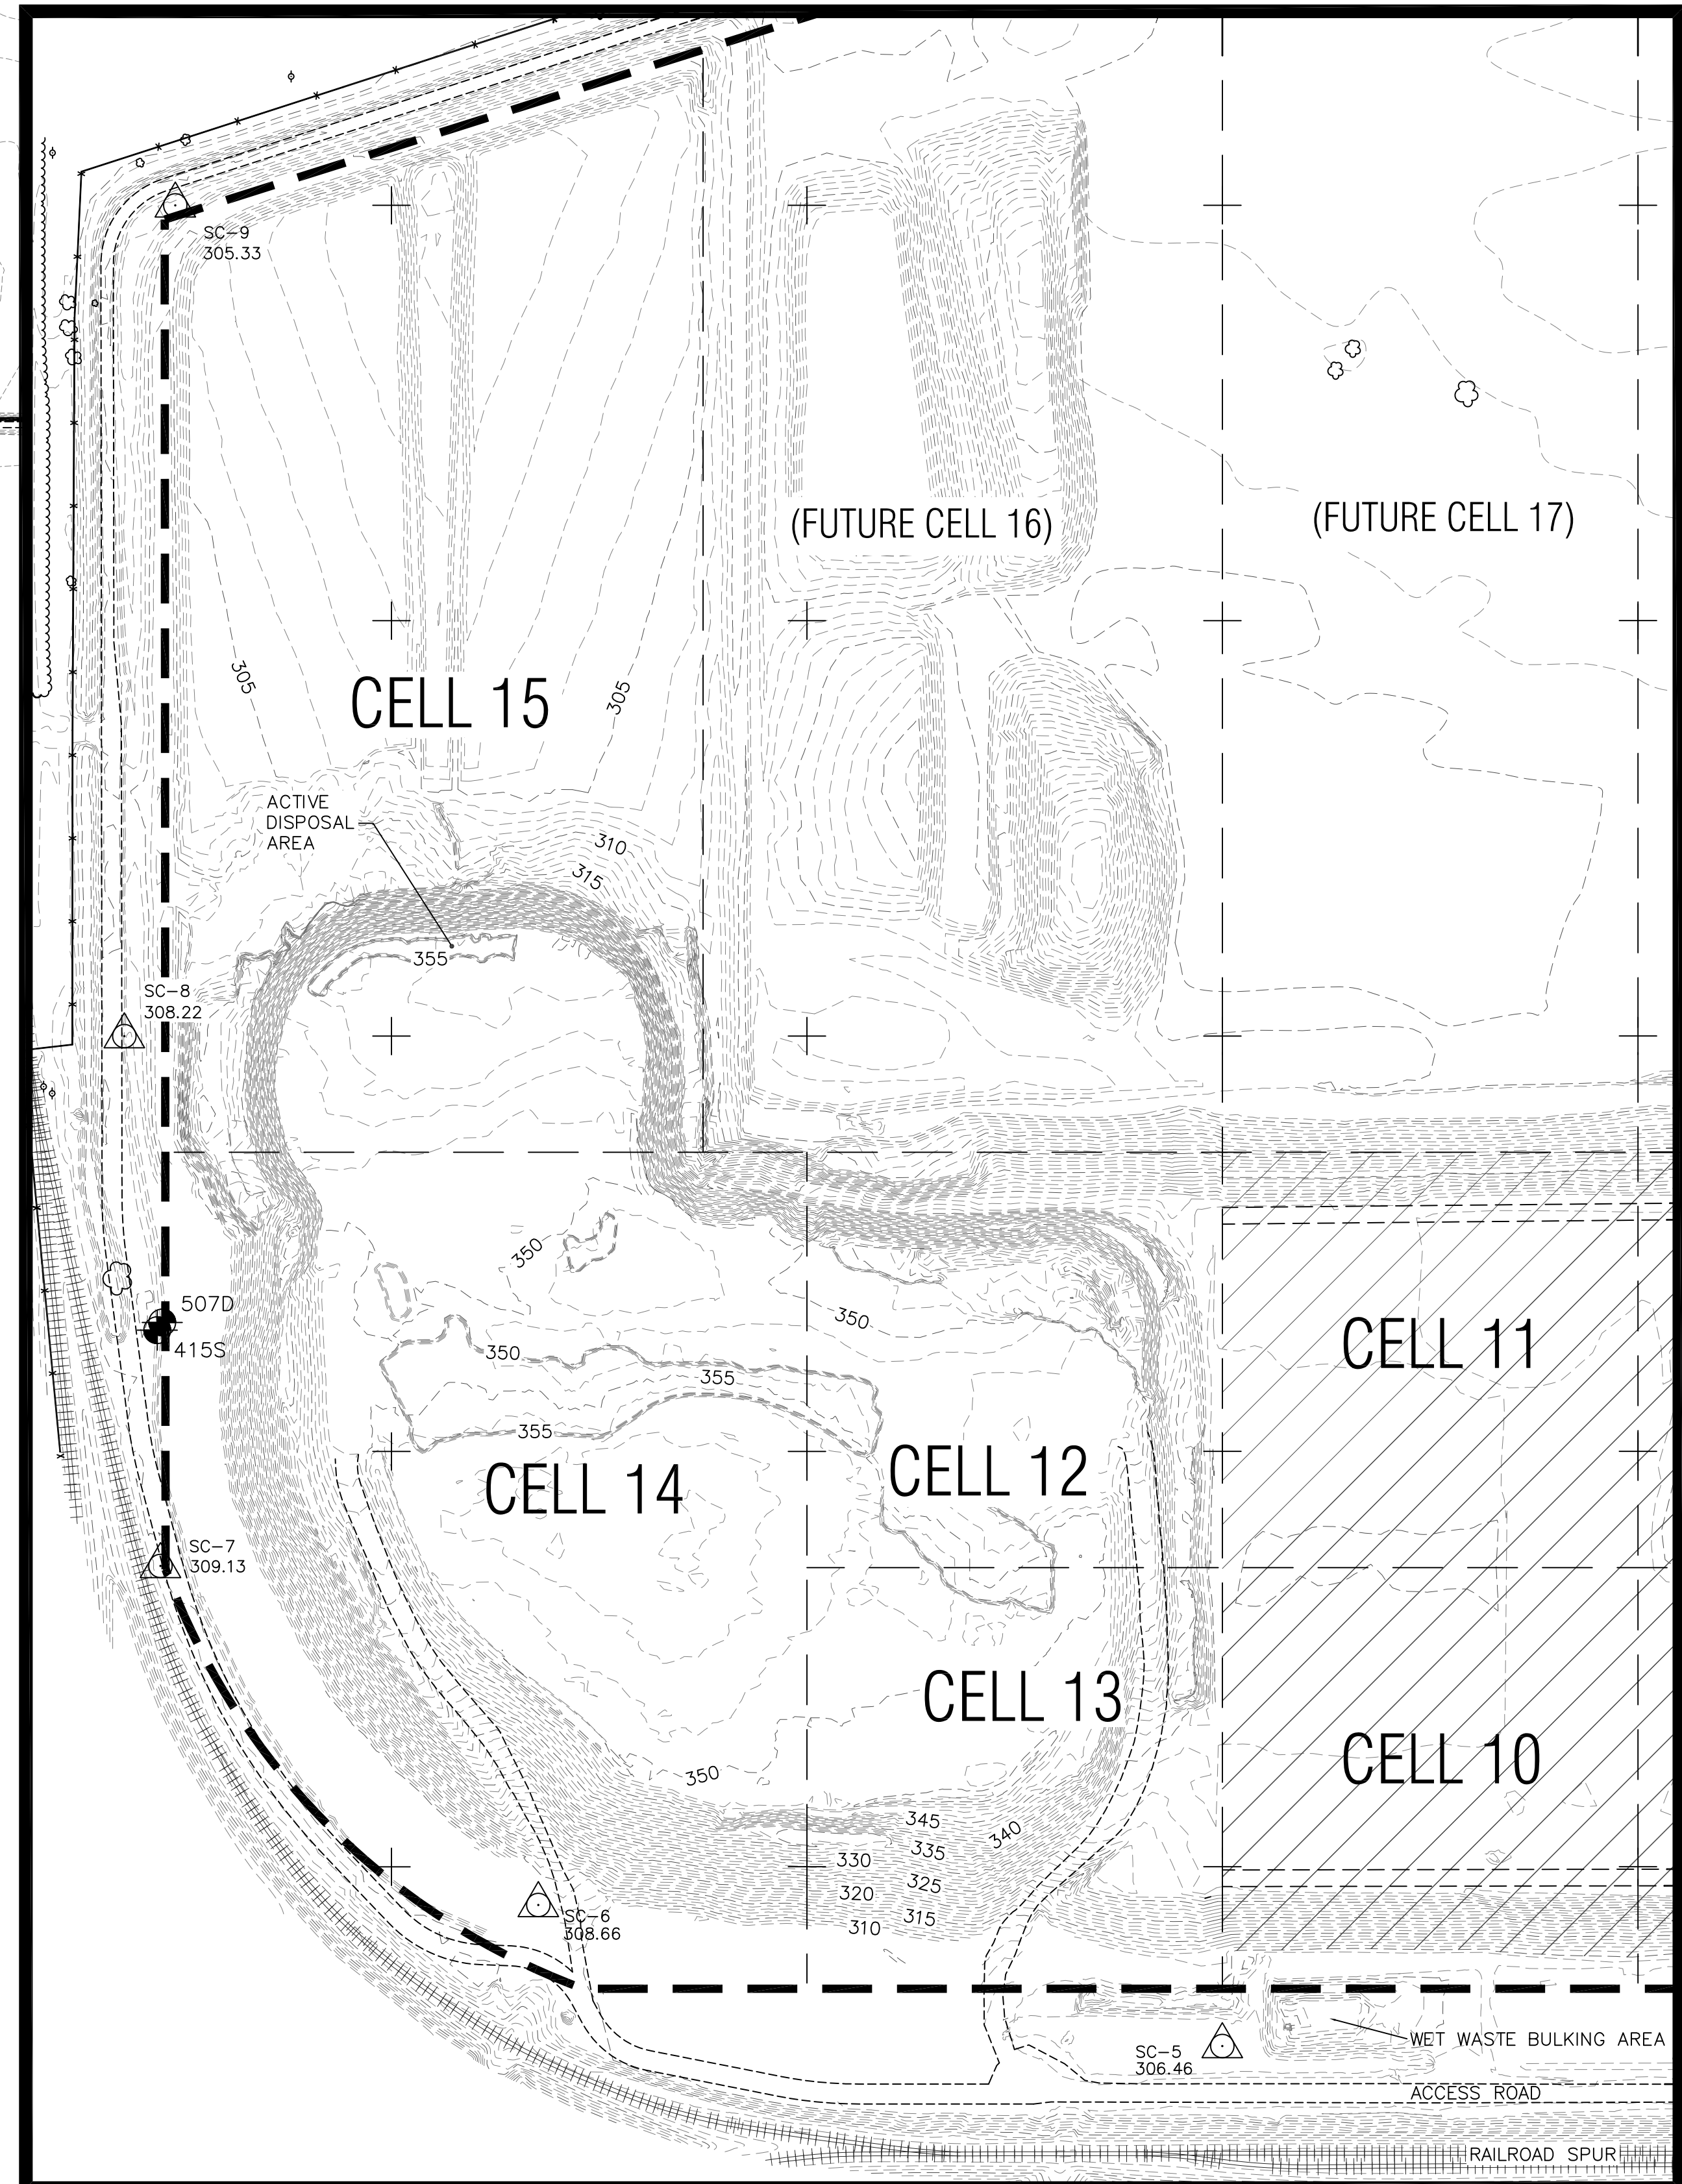 SC-9
305.33
(FUTURE CELL 16)
(FUTURE CELL 17)
305
305
CELL 15
ACTIVE
DISPOSAL
AREA
310
315
355
SC-8
308.22
350
507D
350
CELL 11
415S
350
355
355
CELL 12
CELL 14
SC-7
309.13
CELL 13
CELL 10
350
345
340
335
330
325
320
315
310
SC-6
308.66
WET WASTE BULKING AREA
SC-5
306.46
ACCESS ROAD
RAILROAD SPUR